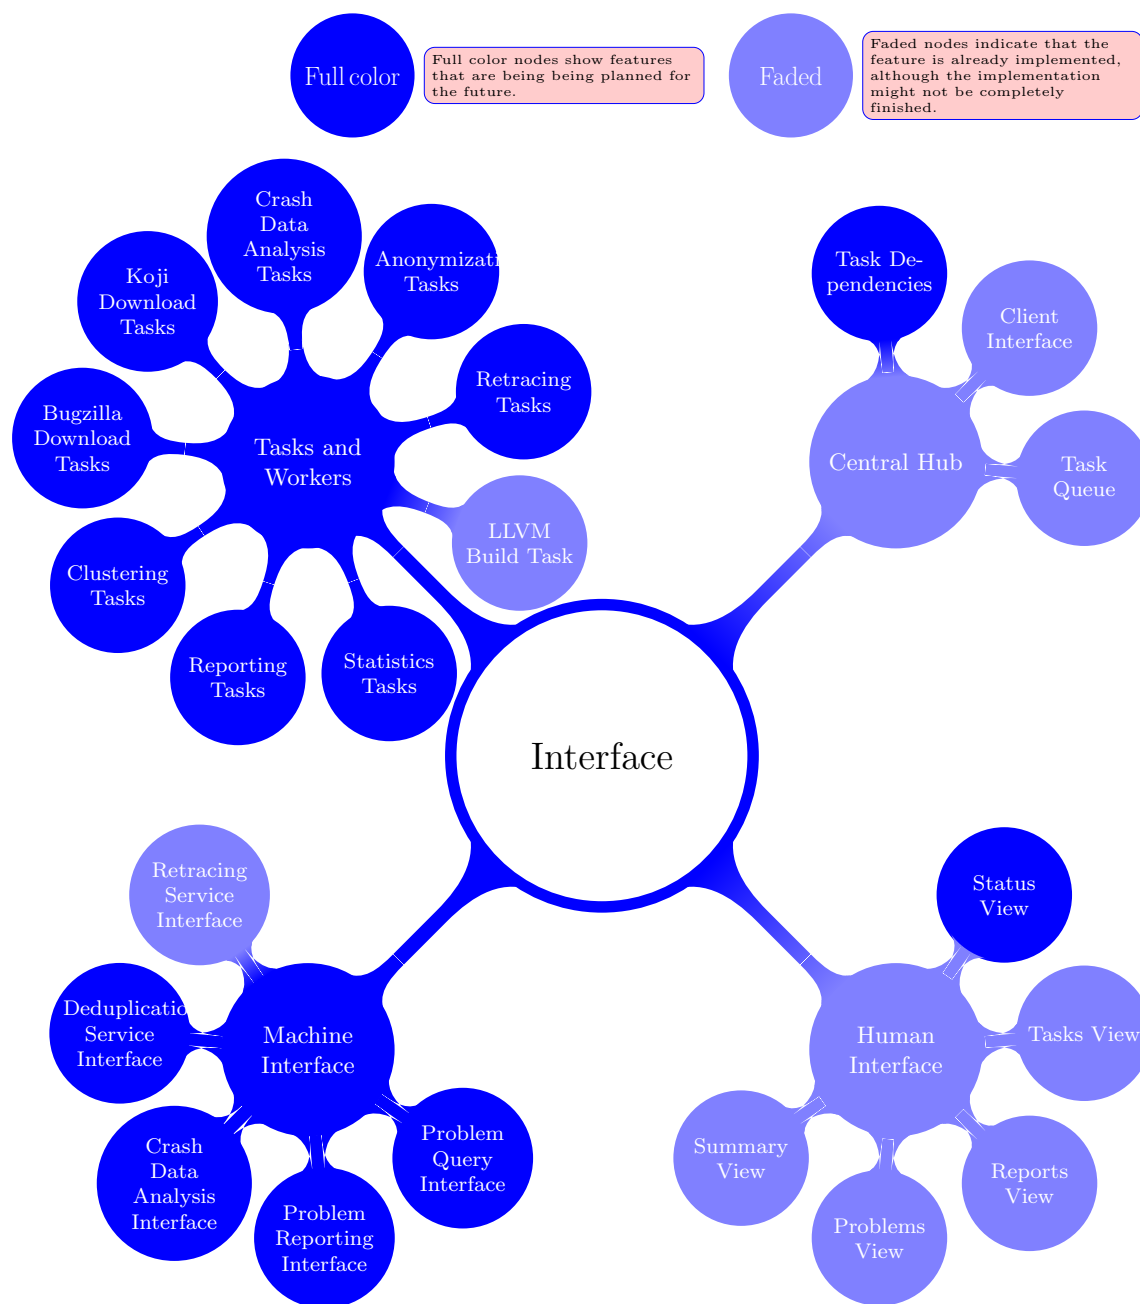 Full color
Full color nodes show features
that are being being planned for
the future.
Faded
Faded nodes indicate that the
feature is already implemented,
although the implementation
might not be completely
finished.
Crash
Data
Analysis
Tasks
Anonymizati
Tasks
Koji
Download
Tasks
Retracing
Tasks
Bugzilla
Download
Tasks
Tasks and
Workers
LLVM
Build Task
Clustering
Tasks
Reporting
Tasks
Statistics
Tasks
Task De-
pendencies
Client
Interface
Central Hub
Task
Queue
Interface
Retracing
Service
Interface
Deduplicatio
Service
Interface
Machine
Interface
Crash
Data
Analysis
Interface
Problem
Reporting
Interface
Problem
Query
Interface
Status
View
Human
Interface
Tasks View
Summary
View
Reports
View
Problems
View